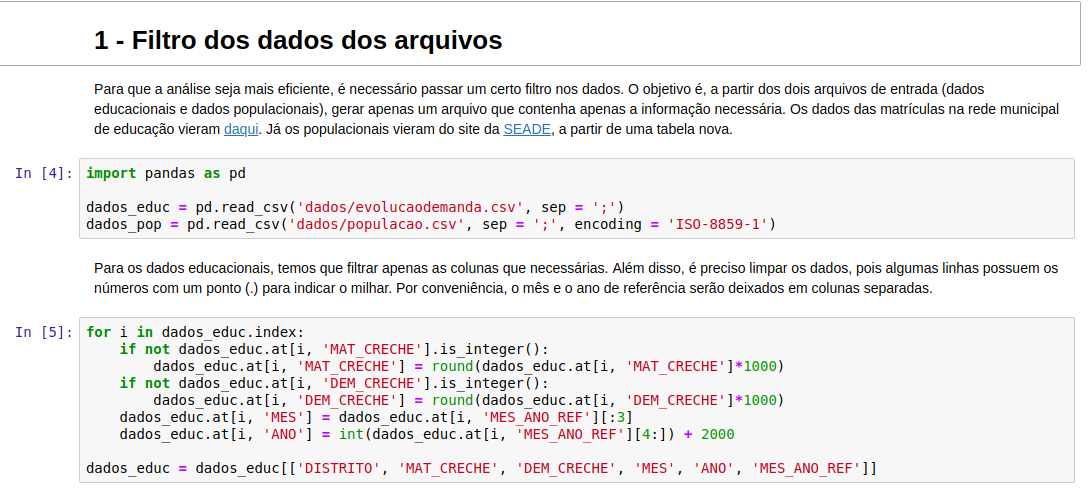 1 - Filtro dos dados dos arquivos
Para que a análise seja mais eficiente, é necessário passar um certo filtro nos dados. O objetivo é, a partir dos dois arquivos de entrada (dados
educacionais e dados populacionais), gerar apenas um arquivo que contenha apenas a informação necessária. Os dados das matrículas na rede municipal
de educação vieram daqui. Já os populacionais vieram do site da SEADE, a partir de uma tabela nova.
In [4]: import pandas as pd
dados_educ = pd.read_csv('dados/evolucaodemanda.csv', sep = ';')
dados_pop = pd.read_csv('dados/populacao.csv', sep = ';', encoding = 'ISO-8859-1')
Para os dados educacionais, temos que filtrar apenas as colunas que necessárias. Além disso, é preciso limpar os dados, pois algumas linhas possuem os
números com um ponto (.) para indicar o milhar. Por conveniência, o mês e o ano de referência serão deixados em colunas separadas.
In [5]: for i in dados_educ.index:
    if not dados_educ.at[i, 'MAT_CRECHE'].is_integer():
        dados_educ.at[i, 'MAT_CRECHE'] = round(dados_educ.at[i, 'MAT_CRECHE']*1000)
    if not dados_educ.at[i, 'DEM_CRECHE'].is_integer():
        dados_educ.at[i, 'DEM_CRECHE'] = round(dados_educ.at[i, 'DEM_CRECHE']*1000)
    dados_educ.at[i, 'MES'] = dados_educ.at[i, 'MES_ANO_REF'][:3]
    dados_educ.at[i, 'ANO'] = int(dados_educ.at[i, 'MES_ANO_REF'][4:]) + 2000
dados_educ = dados_educ[['DISTRITO', 'MAT_CRECHE', 'DEM_CRECHE', 'MES', 'ANO', 'MES_ANO_REF']]